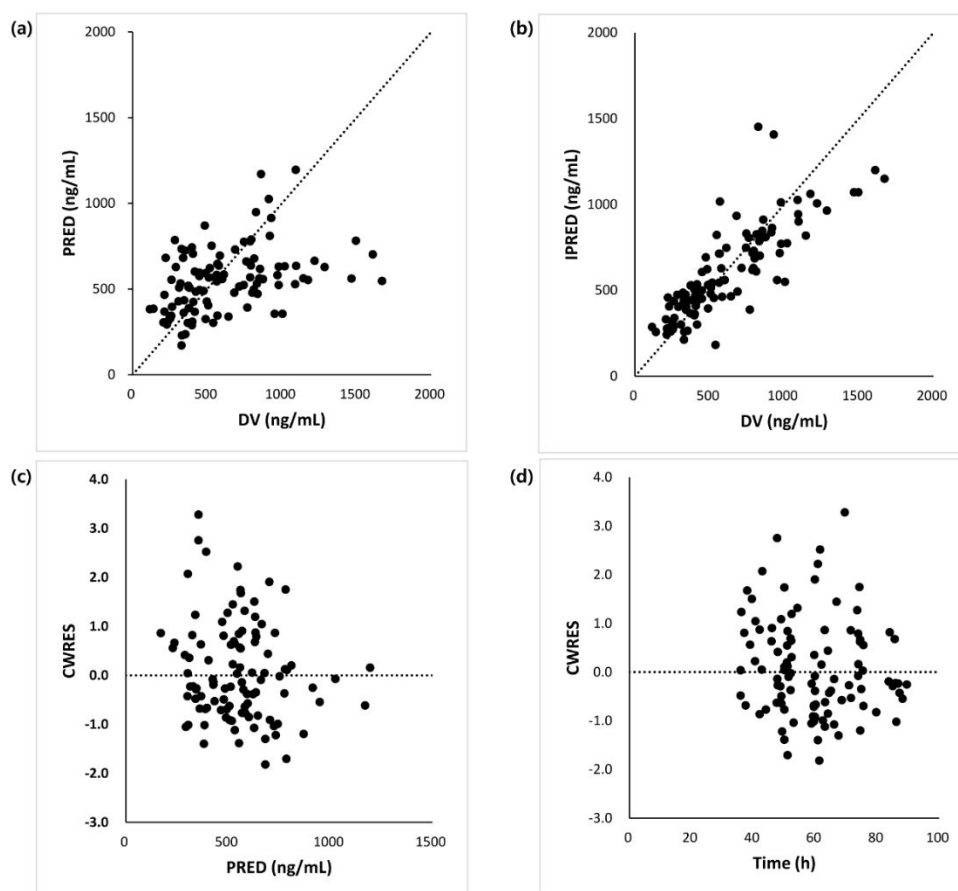 (a)
2000
1500
1000
500
0
PRED (ng/mL)
0 500 1000 1500 2000
DV (ng/mL)
(b)
2000
1500
1000
500
0
IPRED (ng/mL)
0 500 1000 1500 2000
DV (ng/mL)
(c)
4.0
3.0
2.0
1.0
0.0
-1.0
-2.0
-3.0
CWRES
0 500 1000 1500
PRED (ng/mL)
(d)
4.0
3.0
2.0
1.0
0.0
-1.0
-2.0
-3.0
CWRES
0 20 40 60 80 100
Time (h)